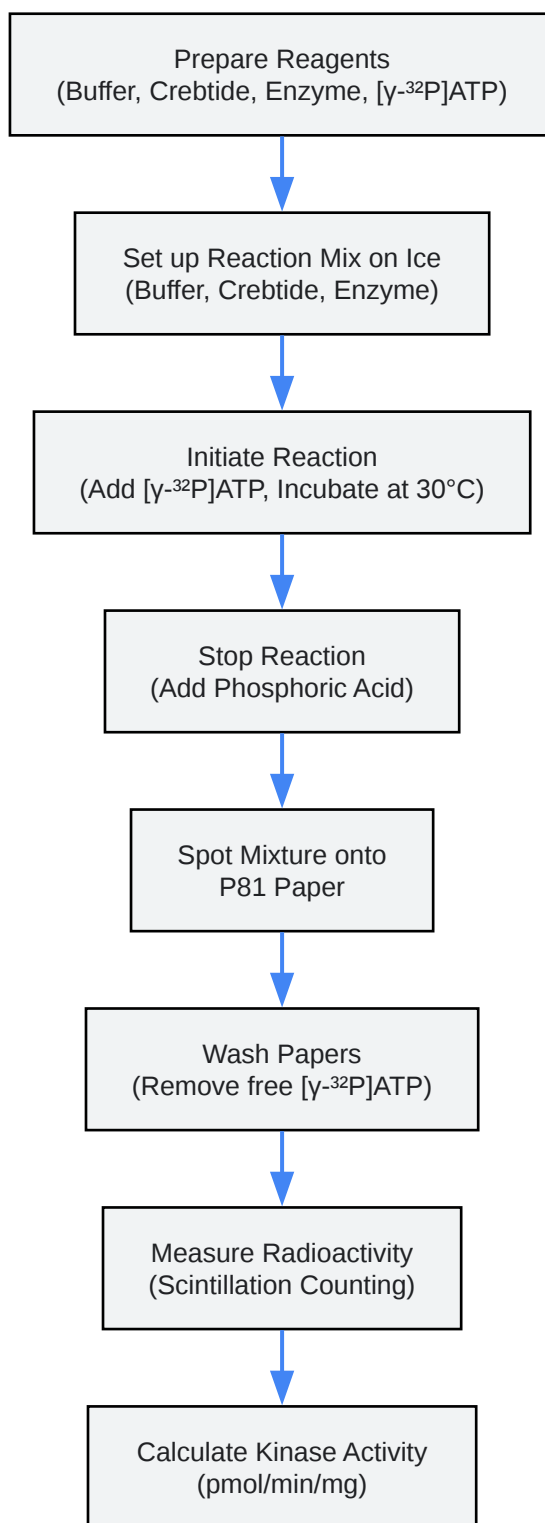 Prepare Reagents
(Buffer, Crebtide, Enzyme, [γ-³²P]ATP)
Set up Reaction Mix on Ice
(Buffer, Crebtide, Enzyme)
Initiate Reaction
(Add [γ-³²P]ATP, Incubate at 30°C)
Stop Reaction
(Add Phosphoric Acid)
Spot Mixture onto
P81 Paper
Wash Papers
(Remove free [γ-³²P]ATP)
Measure Radioactivity
(Scintillation Counting)
Calculate Kinase Activity
(pmol/min/mg)